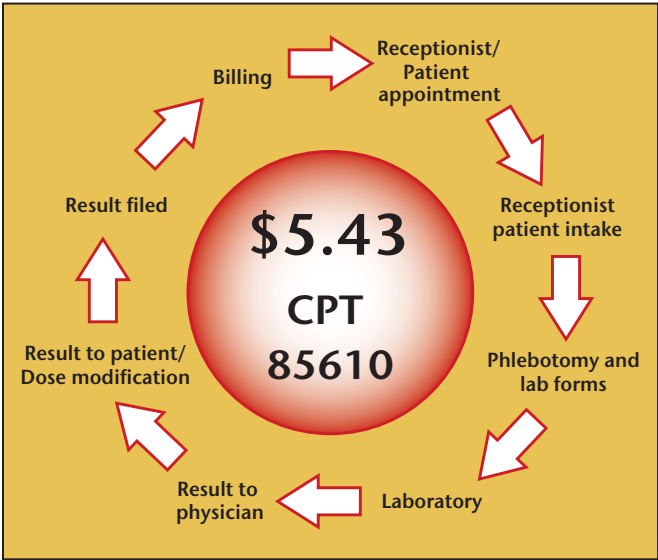 Billing
Receptionist/
Patient
appointment
Receptionist
patient intake
Phlebotomy and
lab forms
Laboratory
Result to
physician
Result to patient/
Dose modification
Result filed
$5.43
CPT
85610